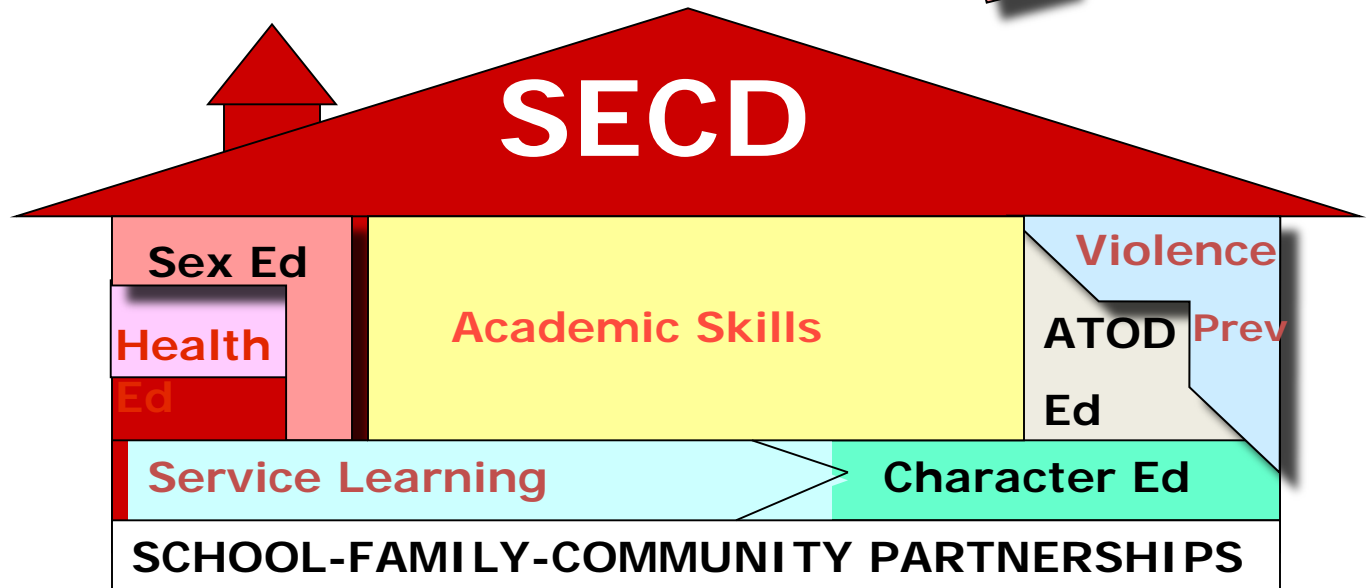 SECD
Sex Ed
Health
Ed
Academic Skills
Violence
Prev
ATOD
Ed
Service Learning
Character Ed
SCHOOL-FAMILY-COMMUNITY PARTNERSHIPS